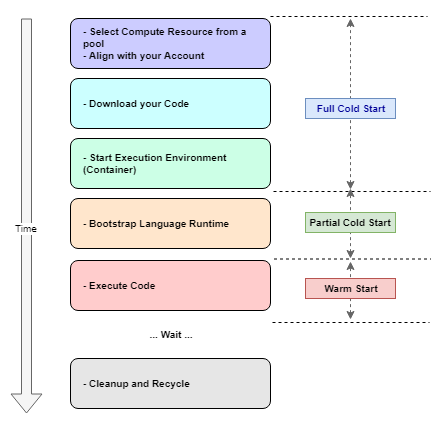 - Select Compute Resource from a
pool
- Align with your Account
- Download your Code
Full Cold Start
- Start Execution Environment
(Container)
- Bootstrap Language Runtime
Partial Cold Start
Time
- Execute Code
Warm Start
... Wait ...
- Cleanup and Recycle